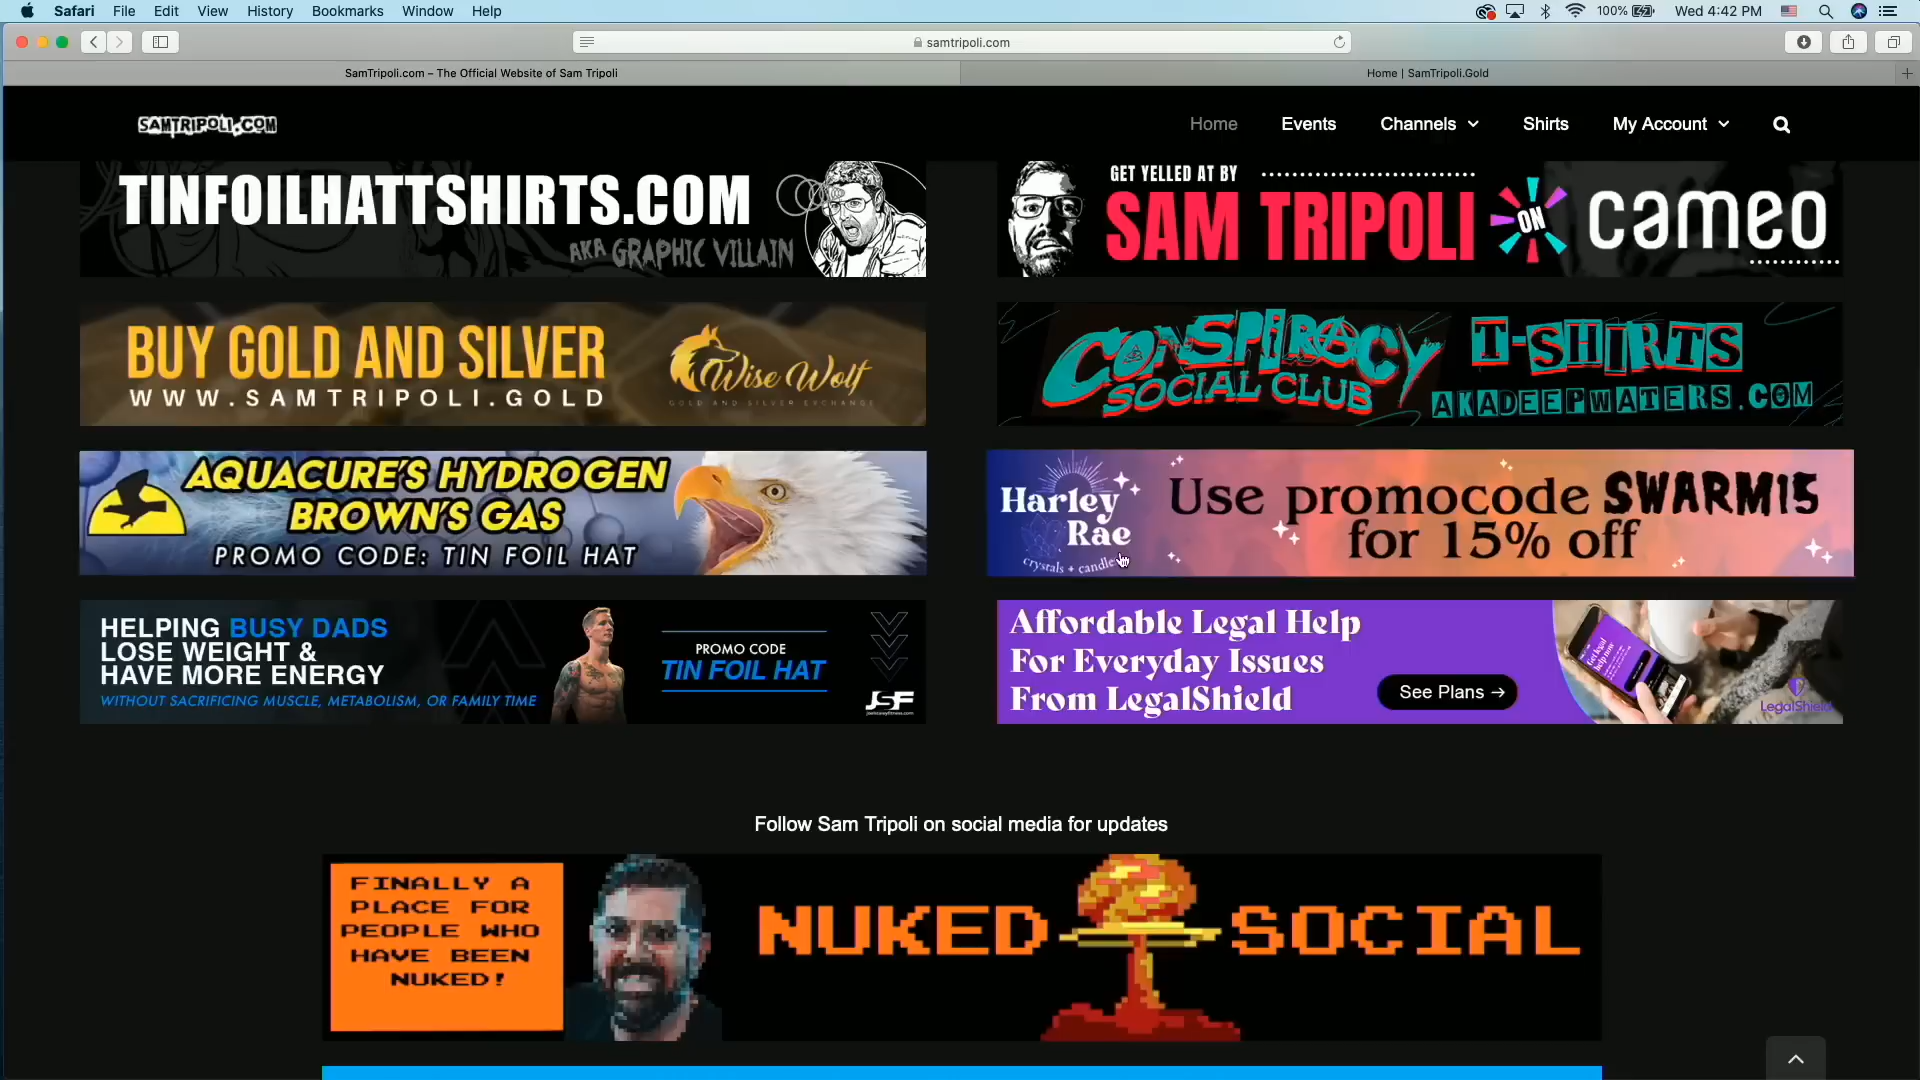 Safari File Edit View History Bookmarks Window Help
100% Wed 4:42 PM
samtripoli.com
SamTripoli.com – The Official Website of Sam Tripoli
Home | SamTripoli.Gold
SAMTRIPOLI.COM
Home Events Channels Shirts My Account
TINFOILHATTSHIRTS.COM
AKA GRAPHIC VILLAIN
GET YELLED AT BY
SAM TRIPOLI ON cameo
BUY GOLD AND SILVER
WWW.SAMTRIPOLI.GOLD
Wise Wolf
GOLD AND SILVER EXCHANGE
CONSPIRACY
SOCIAL CLUB
T-SHIRTS
AKADEEPWATERS.COM
AQUACURE'S HYDROGEN
BROWN'S GAS
PROMO CODE: TIN FOIL HAT
Harley
Rae
crystals + candles
Use promocode SWARM15
for 15% off
HELPING BUSY DADS
LOSE WEIGHT &
HAVE MORE ENERGY
WITHOUT SACRIFICING MUSCLE, METABOLISM, OR FAMILY TIME
PROMO CODE
TIN FOIL HAT
JSF
Affordable Legal Help
For Everyday Issues
From LegalShield
See Plans →
Get legal
help now
LegalShield
Follow Sam Tripoli on social media for updates
FINALLY A
PLACE FOR
PEOPLE WHO
HAVE BEEN
NUKED!
NUKED SOCIAL